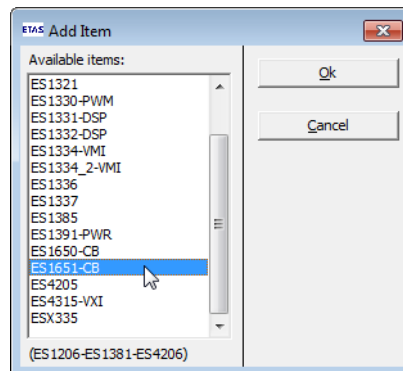 ETAS Add Item
Available items:
ES1321
ES1330-PWM
ES1331-DSP
ES1332-DSP
ES1334-VMI
ES1334_2-VMI
ES1336
ES1337
ES1385
ES1391-PWR
ES1650-CB
ES1651-CB
ES4205
ES4315-VXI
ESX335
(ES1206-ES1381-ES4206)
Ok
Cancel